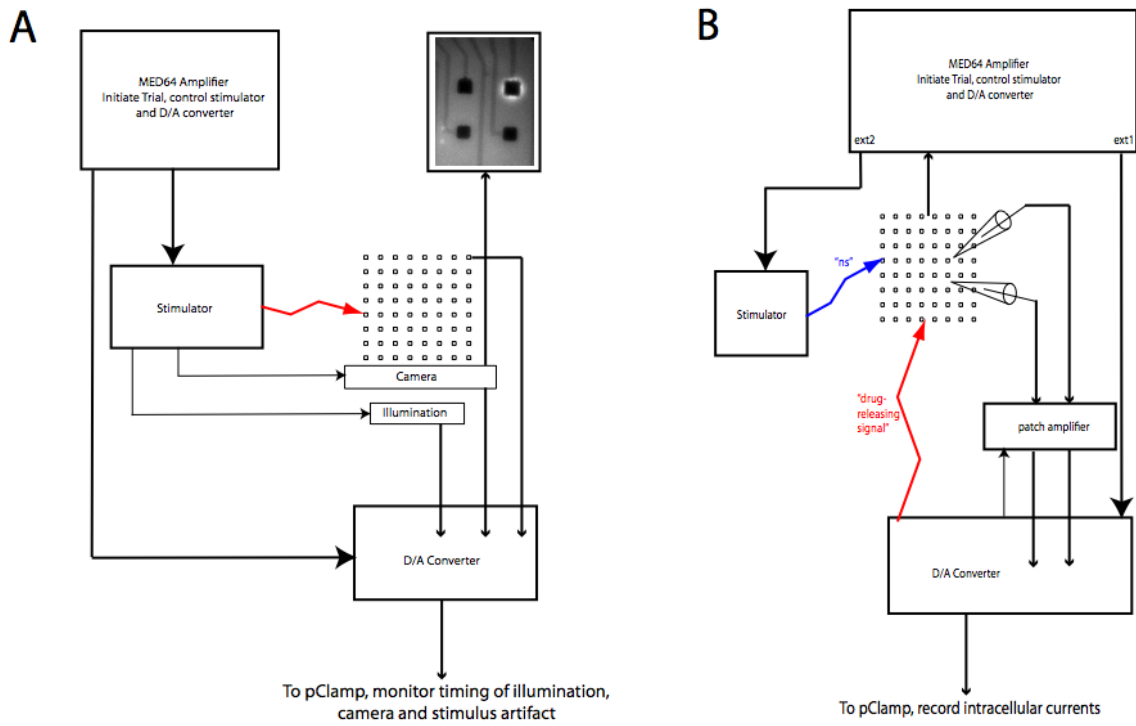 A
MED64 Amplifier
Initiate Trial, control stimulator
and D/A converter
Stimulator
Camera
Illumination
D/A Converter
To pClamp, monitor timing of illumination,
camera and stimulus artifact
B
MED64 Amplifier
Initiate Trial, control stimulator
and D/A converter
ext2
ext1
"ns"
Stimulator
"drug-
releasing
signal"
patch amplifier
D/A Converter
To pClamp, record intracellular currents